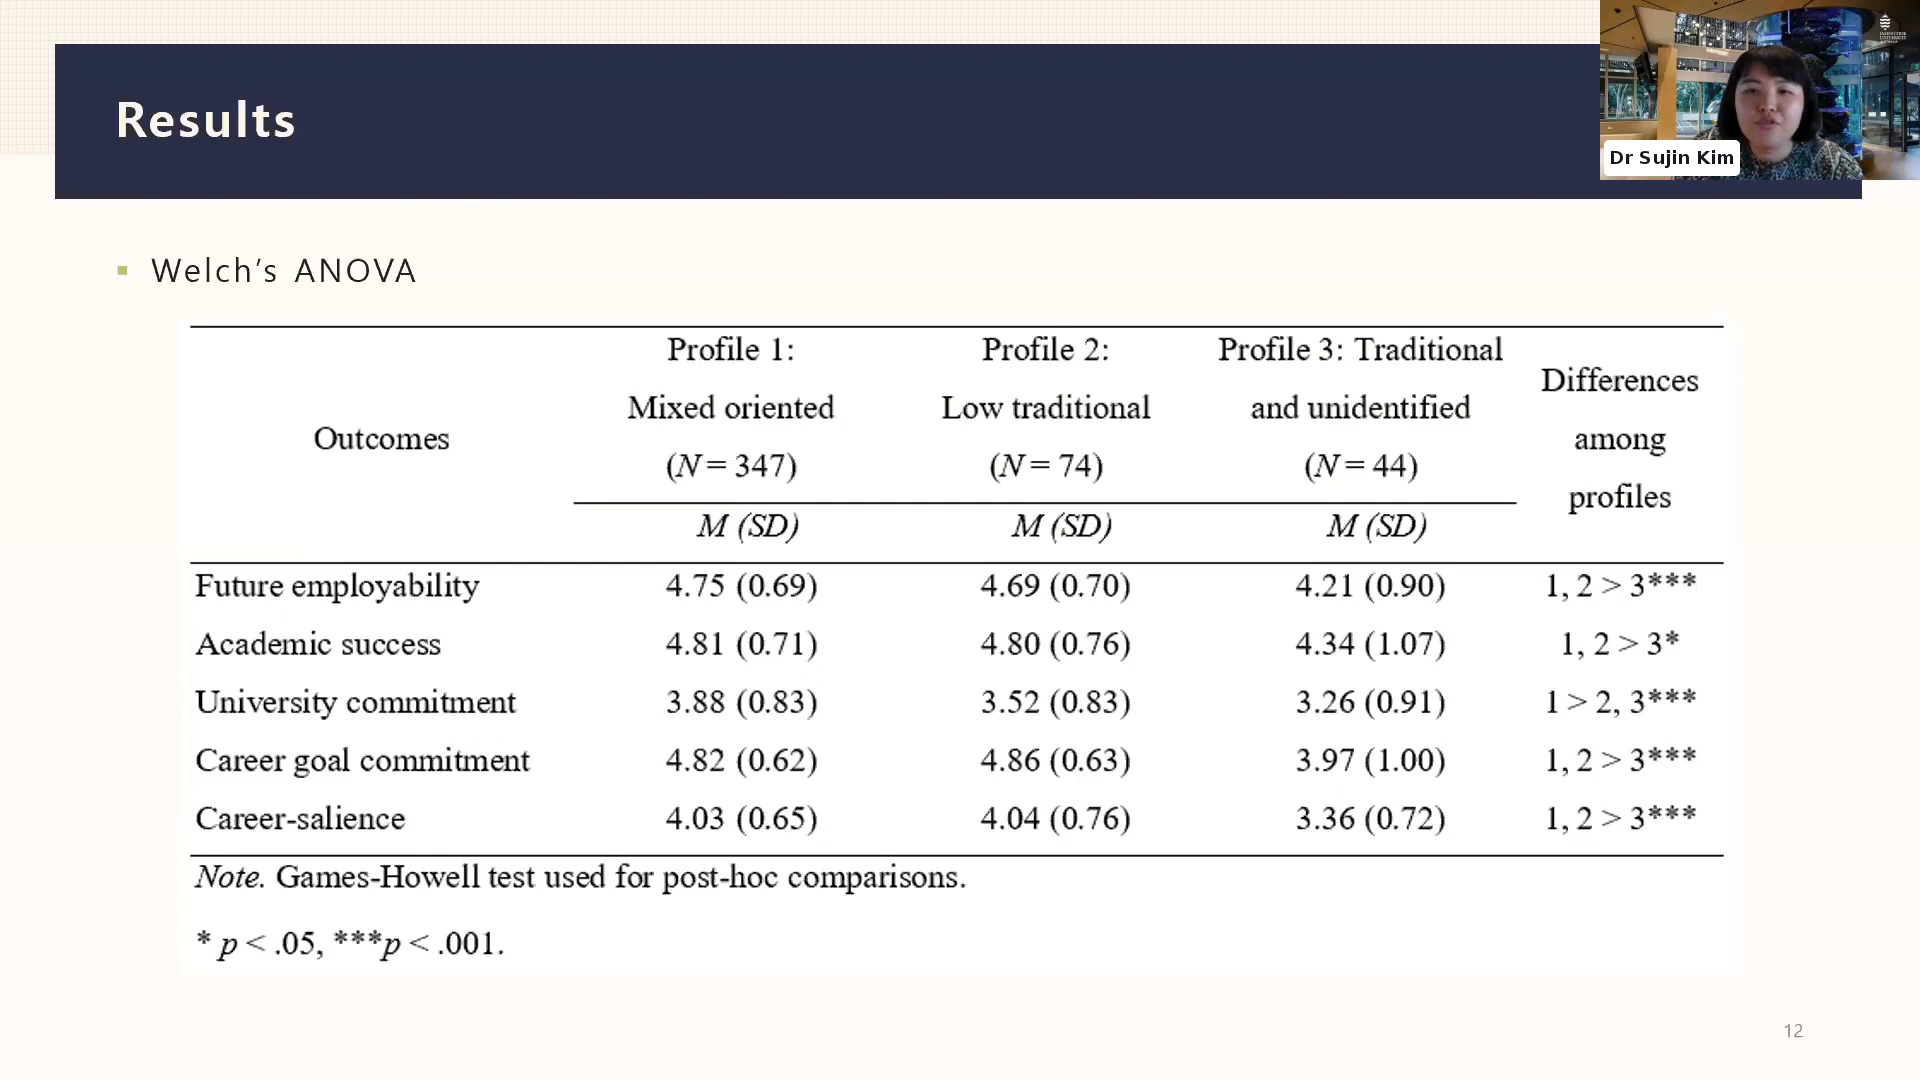 Results
Dr Sujin Kim
Welch's ANOVA
Outcomes
Profile 1:
Mixed oriented
(N = 347)
Profile 2:
Low traditional
(N = 74)
Profile 3: Traditional
and unidentified
(N = 44)
Differences
among
profiles
M (SD) M (SD) M (SD)
Future employability 4.75 (0.69) 4.69 (0.70) 4.21 (0.90) 1, 2 > 3***
Academic success 4.81 (0.71) 4.80 (0.76) 4.34 (1.07) 1, 2 > 3*
University commitment 3.88 (0.83) 3.52 (0.83) 3.26 (0.91) 1 > 2, 3***
Career goal commitment 4.82 (0.62) 4.86 (0.63) 3.97 (1.00) 1, 2 > 3***
Career-salience 4.03 (0.65) 4.04 (0.76) 3.36 (0.72) 1, 2 > 3***
Note. Games-Howell test used for post-hoc comparisons.
* p < .05, ***p < .001.
12